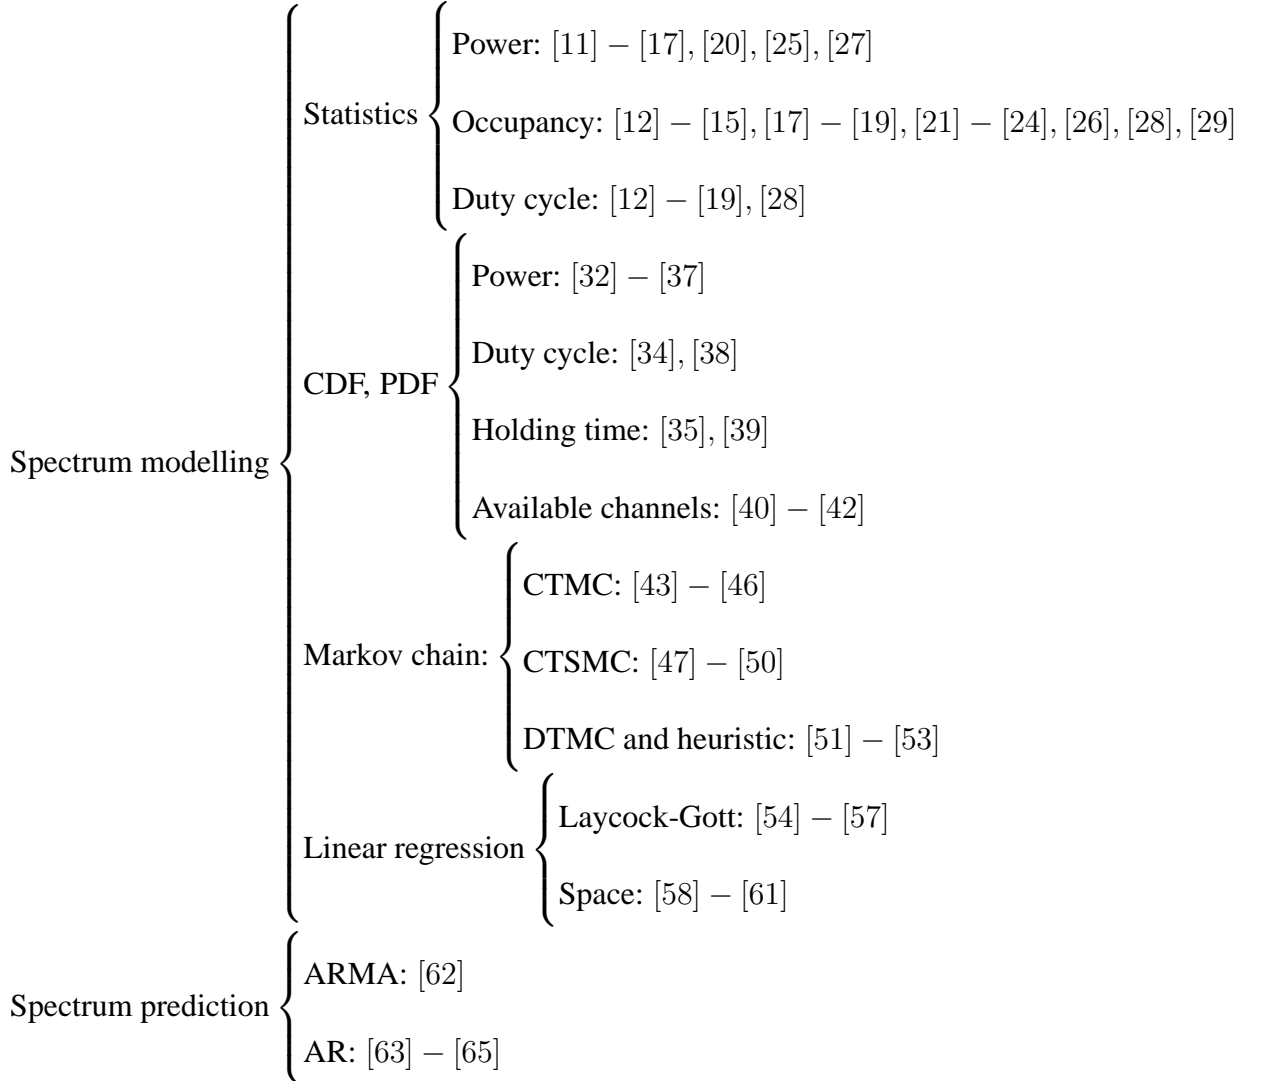 Power: [11] − [17], [20], [25], [27]
Statistics
Occupancy: [12] − [15], [17] − [19], [21] − [24], [26], [28], [29]
Duty cycle: [12] − [19], [28]
Power: [32] − [37]
Duty cycle: [34], [38]
CDF, PDF
Holding time: [35], [39]
Spectrum modelling
Available channels: [40] − [42]
CTMC: [43] − [46]
Markov chain:
CTSMC: [47] − [50]
DTMC and heuristic: [51] − [53]
Laycock-Gott: [54] − [57]
Linear regression
Space: [58] − [61]
ARMA: [62]
Spectrum prediction
AR: [63] − [65]